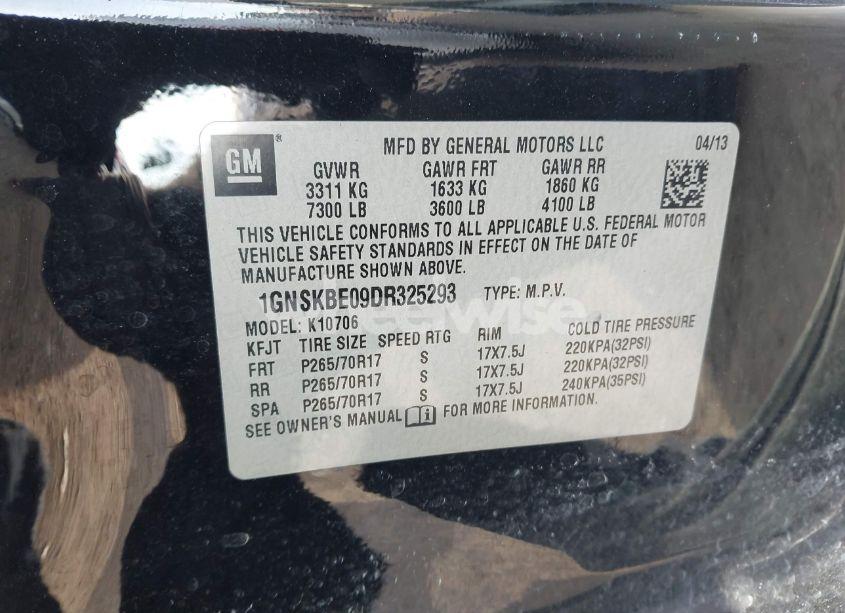 GM ® MFD BY GENERAL MOTORS LLC 04/13
GVWR GAWR FRT GAWR RR
3311 KG 1633 KG 1860 KG
7300 LB 3600 LB 4100 LB
THIS VEHICLE CONFORMS TO ALL APPLICABLE U.S. FEDERAL MOTOR
VEHICLE SAFETY STANDARDS IN EFFECT ON THE DATE OF
MANUFACTURE SHOWN ABOVE.
1GNSKBE09DR325293 TYPE: M.P.V.
MODEL: K10706
KFJT TIRE SIZE SPEED RTG RIM COLD TIRE PRESSURE
FRT P265/70R17 S 17X7.5J 220KPA(32PSI)
RR P265/70R17 S 17X7.5J 220KPA(32PSI)
SPA P265/70R17 S 17X7.5J 240KPA(35PSI)
SEE OWNER'S MANUAL FOR MORE INFORMATION.